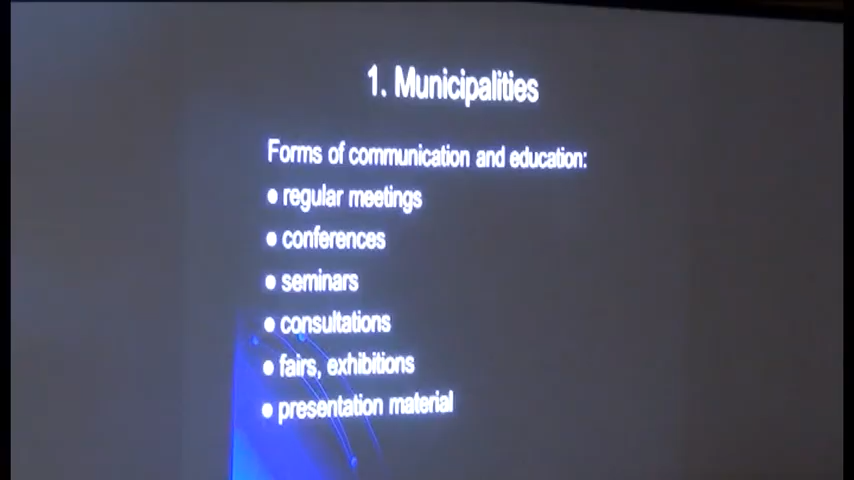 1. Municipalities
Forms of communication and education:
● regular meetings
● conferences
● seminars
● consultations
● fairs, exhibitions
● presentation material